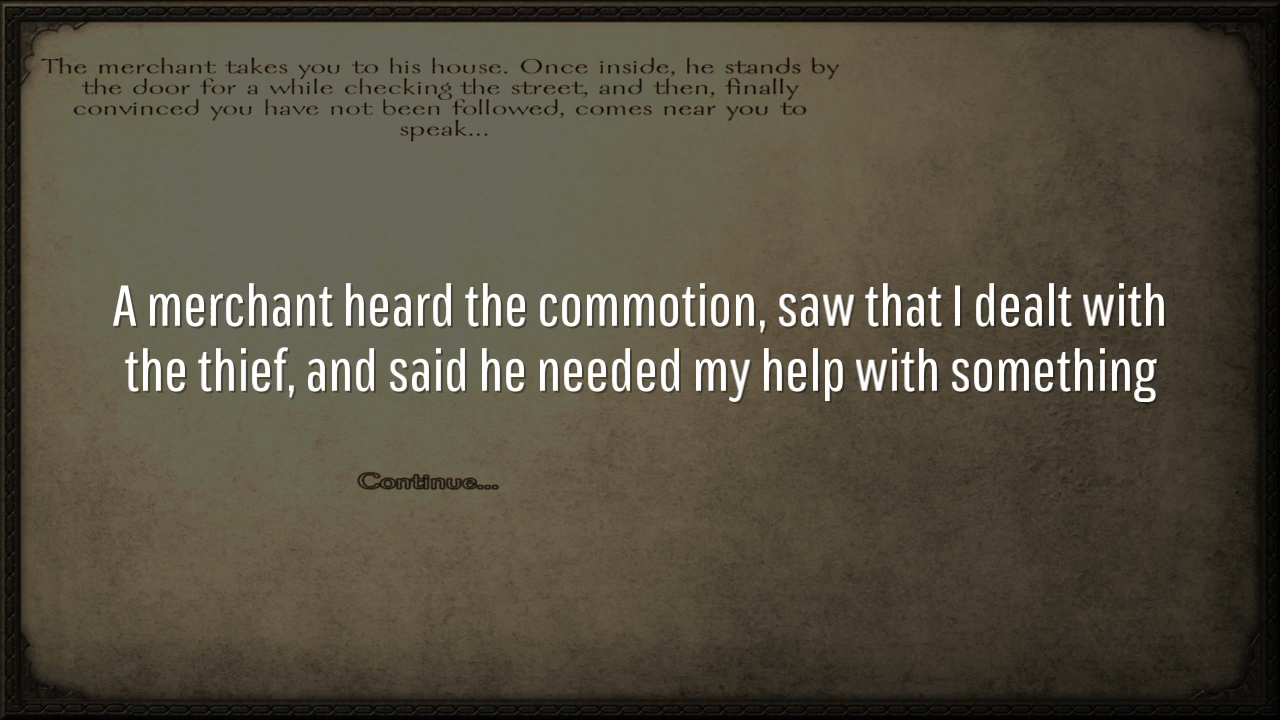 The merchant takes you to his house. Once inside, he stands by
the door for a while checking the street, and then, finally
convinced you have not been followed, comes near you to
speak...
A merchant heard the commotion, saw that I dealt with
the thief, and said he needed my help with something
Continue...